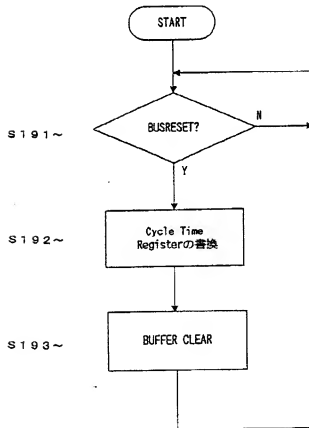 START
BUSRESET?
N
S191~
Y
Cycle Time
Registerの書換
S192~
BUFFER CLEAR
S193~